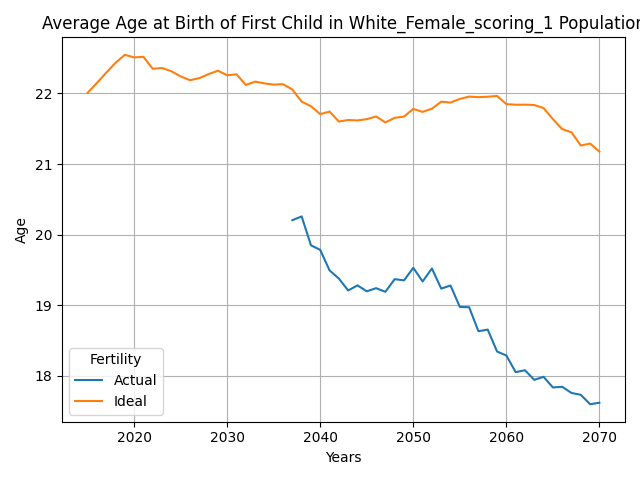 Average Age at Birth of First Child in White_Female_scoring_1 Population
Age
22
21
20
19
18
Fertility
Actual
Ideal
2020 2030 2040 2050 2060 2070
Years